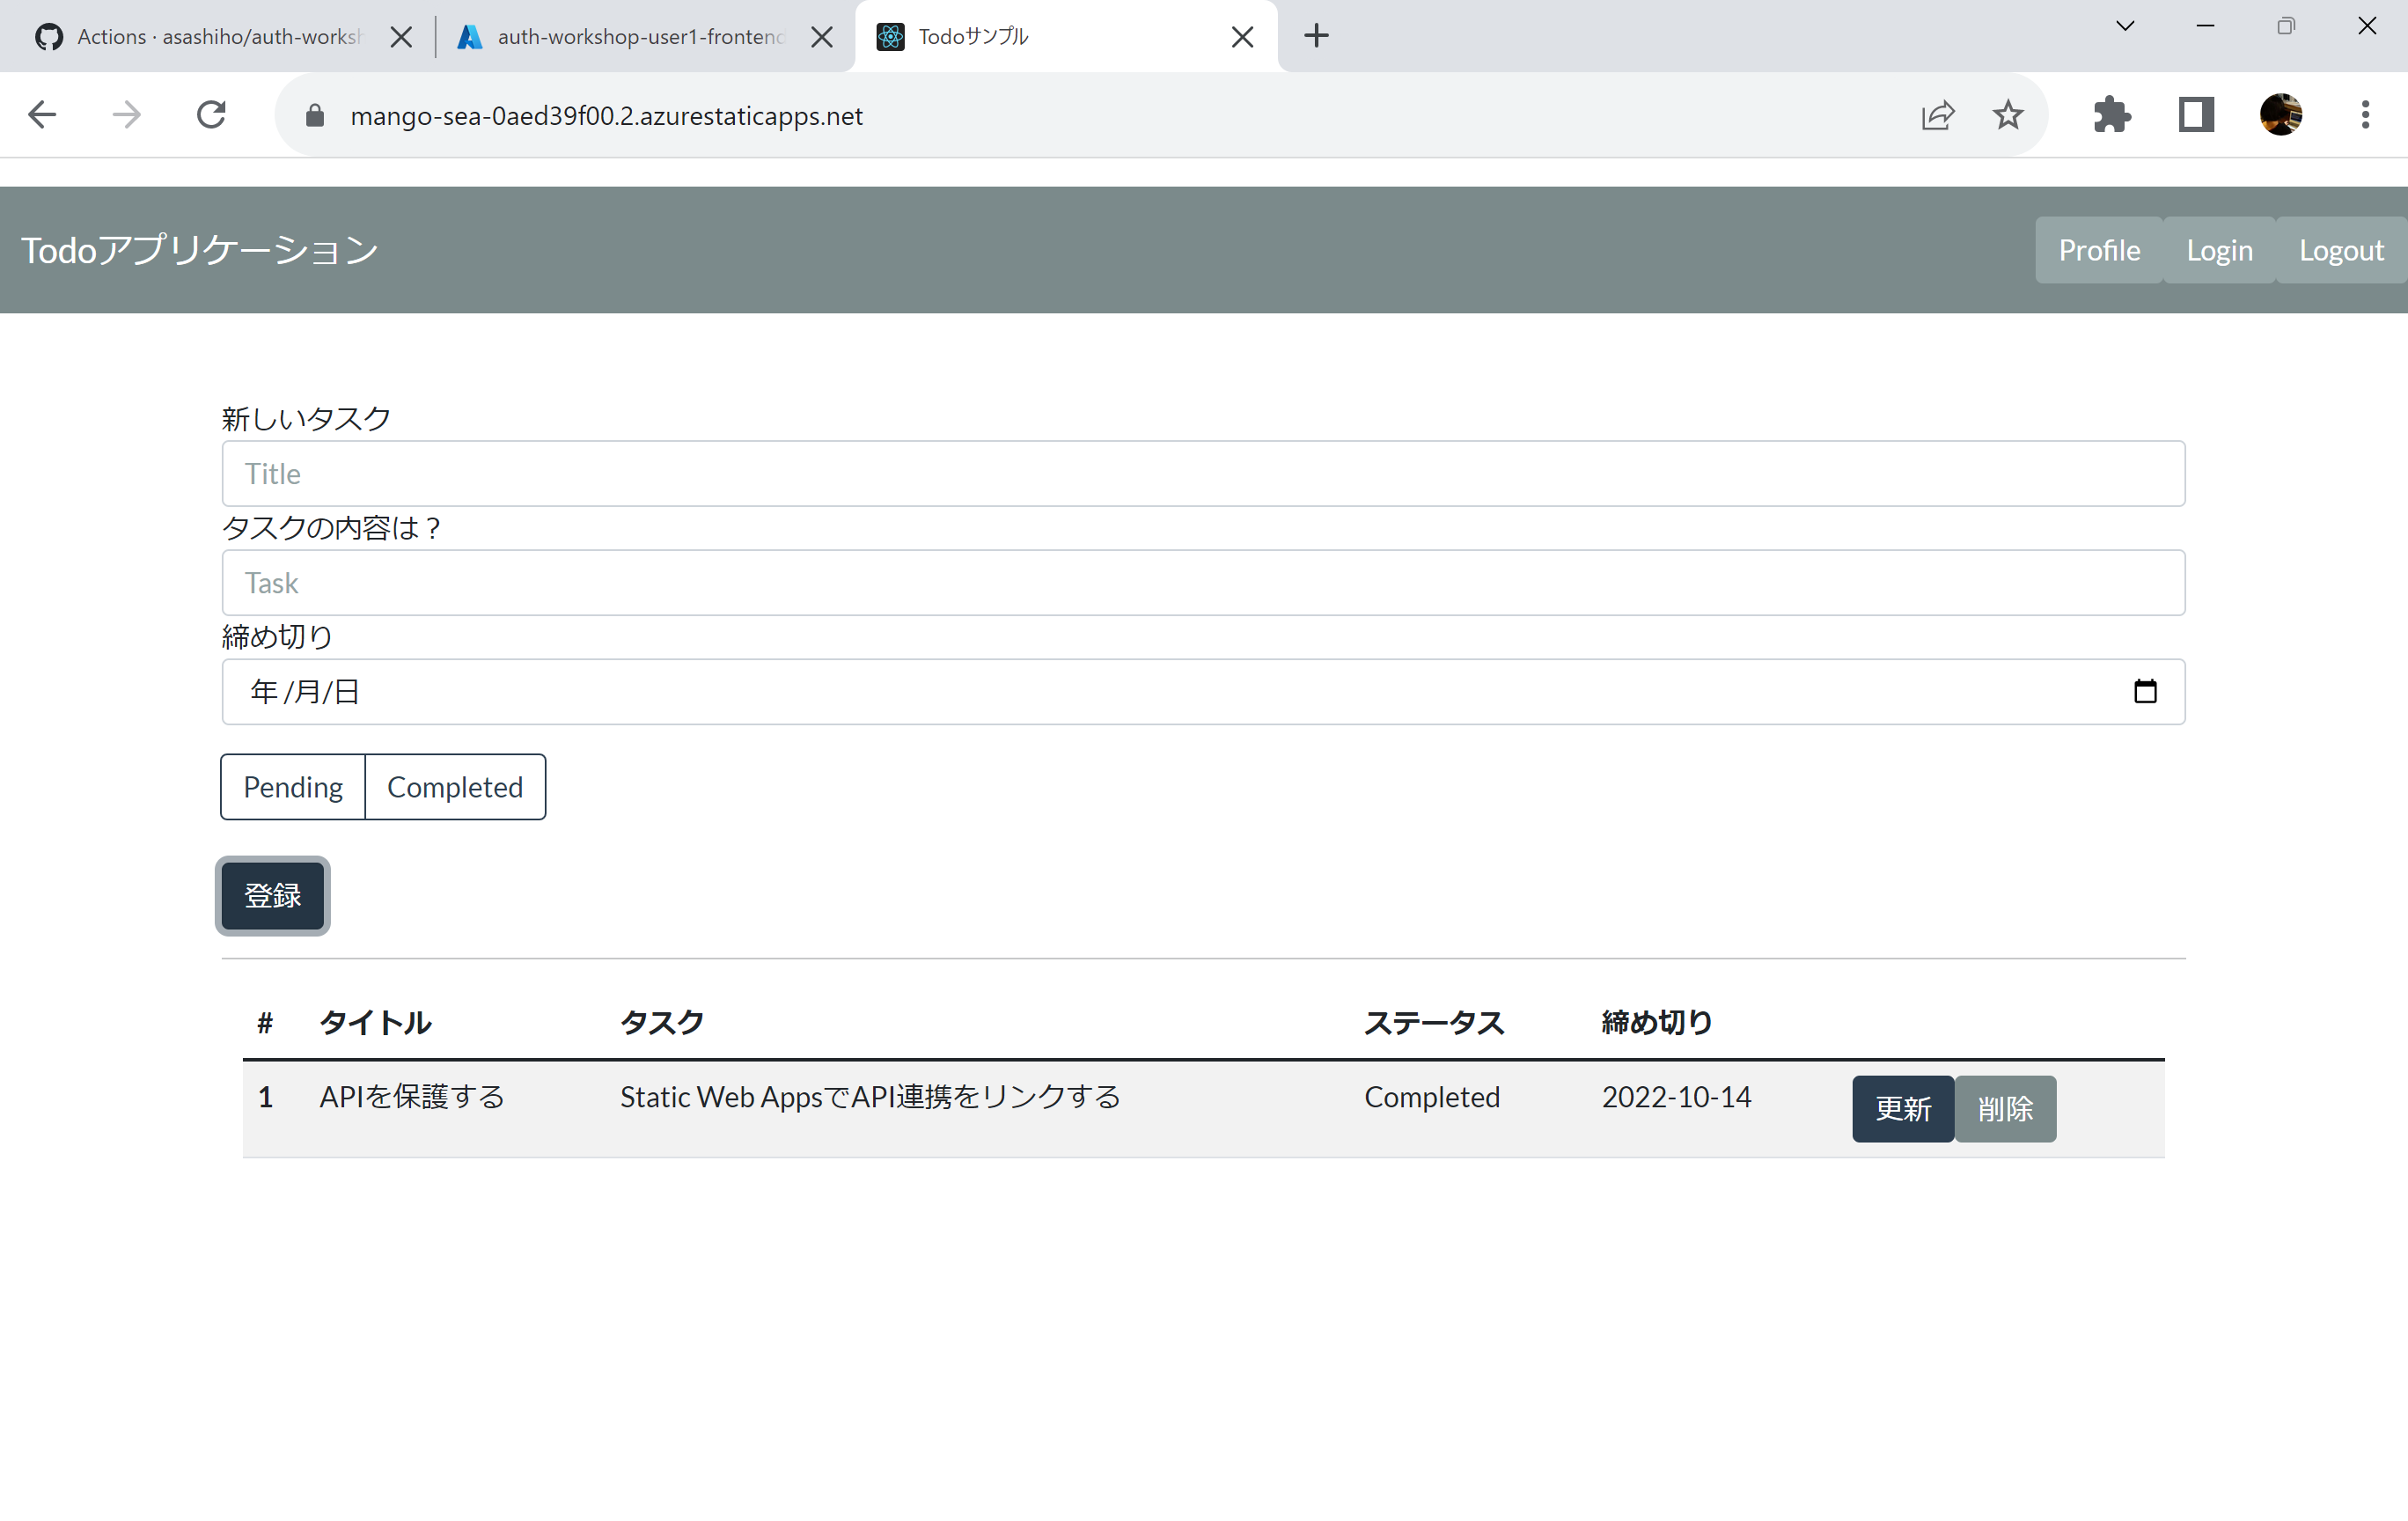 Actions · asashiho/auth-worksh
auth-workshop-user1-frontend
Todoサンプル
mango-sea-0aed39f00.2.azurestaticapps.net
Todoアプリケーション
Profile Login Logout
新しいタスク
Title
タスクの内容は？
Task
締め切り
年 /月/日
Pending Completed
登録
# タイトル タスク ステータス 締め切り
1 APIを保護する Static Web AppsでAPI連携をリンクする Completed 2022-10-14 更新 削除